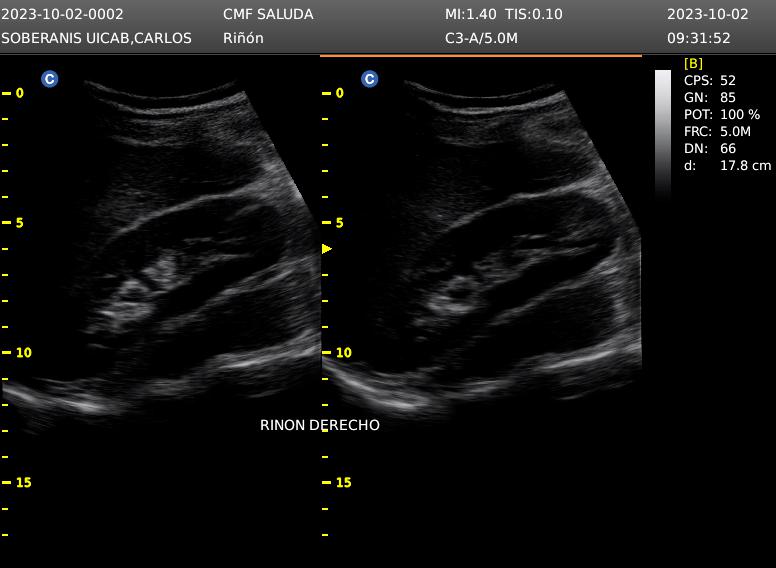 2023-10-02-0002 CMF SALUDA MI:1.40 TIS:0.10 2023-10-02
SOBERANIS UICAB,CARLOS Riñón C3-A/5.0M 09:31:52
C C
[B]
CPS: 52
GN: 85
POT: 100 %
FRC: 5.0M
DN: 66
d: 17.8 cm
0 0
5 5
10 10
RINON DERECHO
15 15